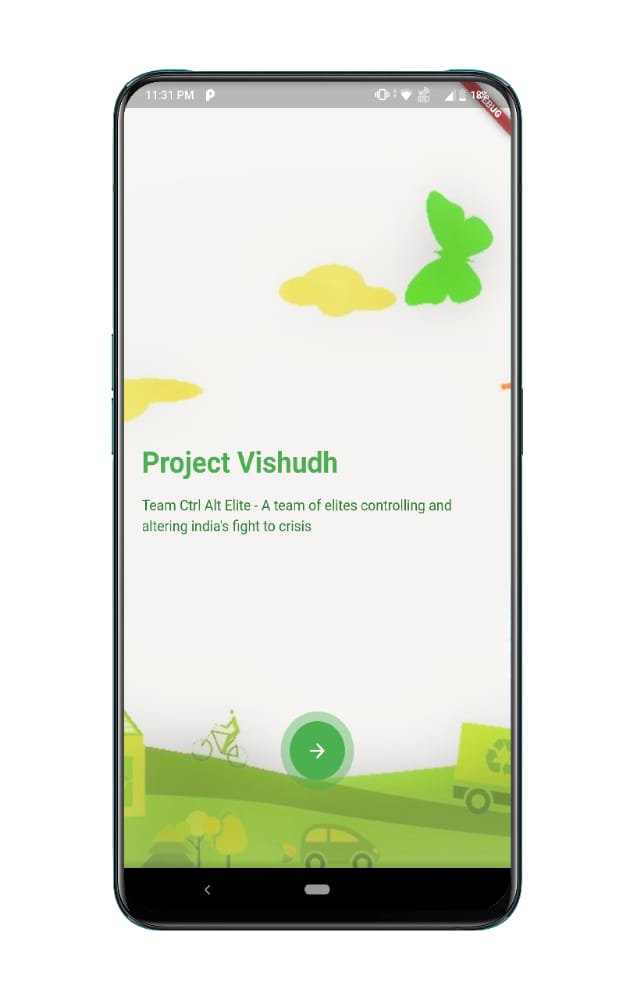 11:31 PM
18%
DEBUG
Project Vishudh
Team Ctrl Alt Elite - A team of elites controlling and
altering india's fight to crisis